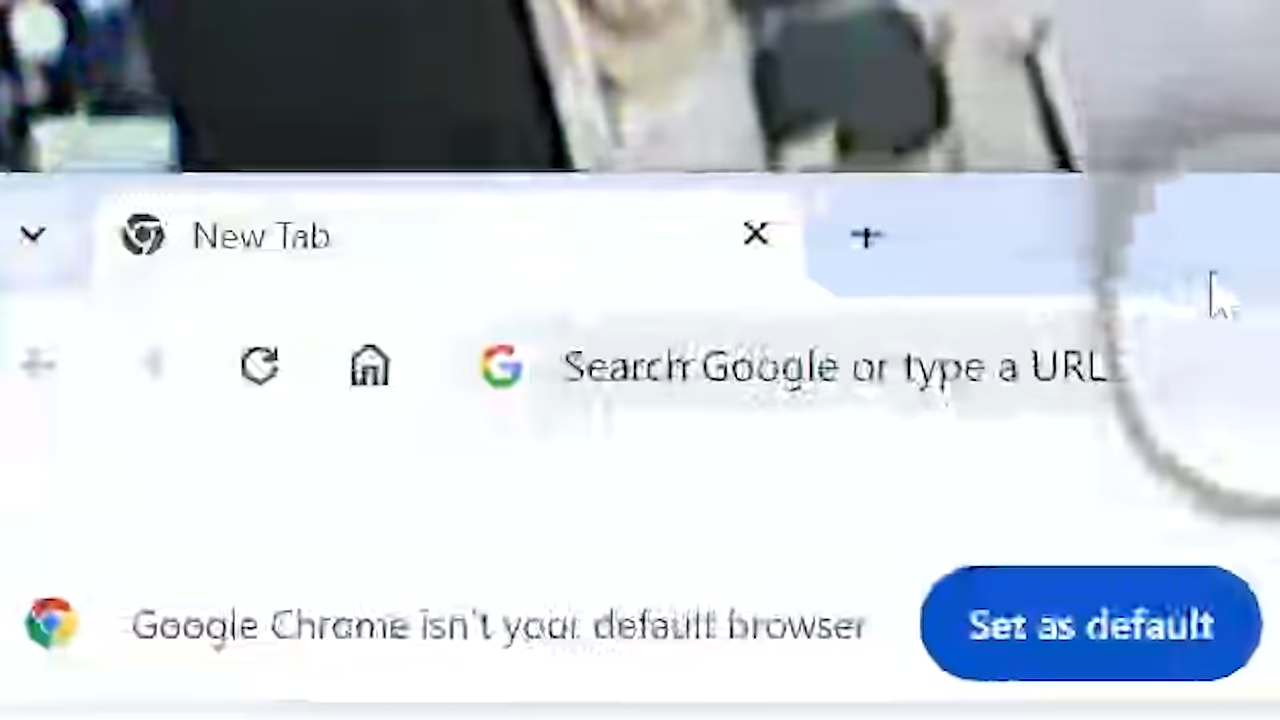 New Tab
Search Google or type a URL
Google Chrome isn't your default browser
Set as default